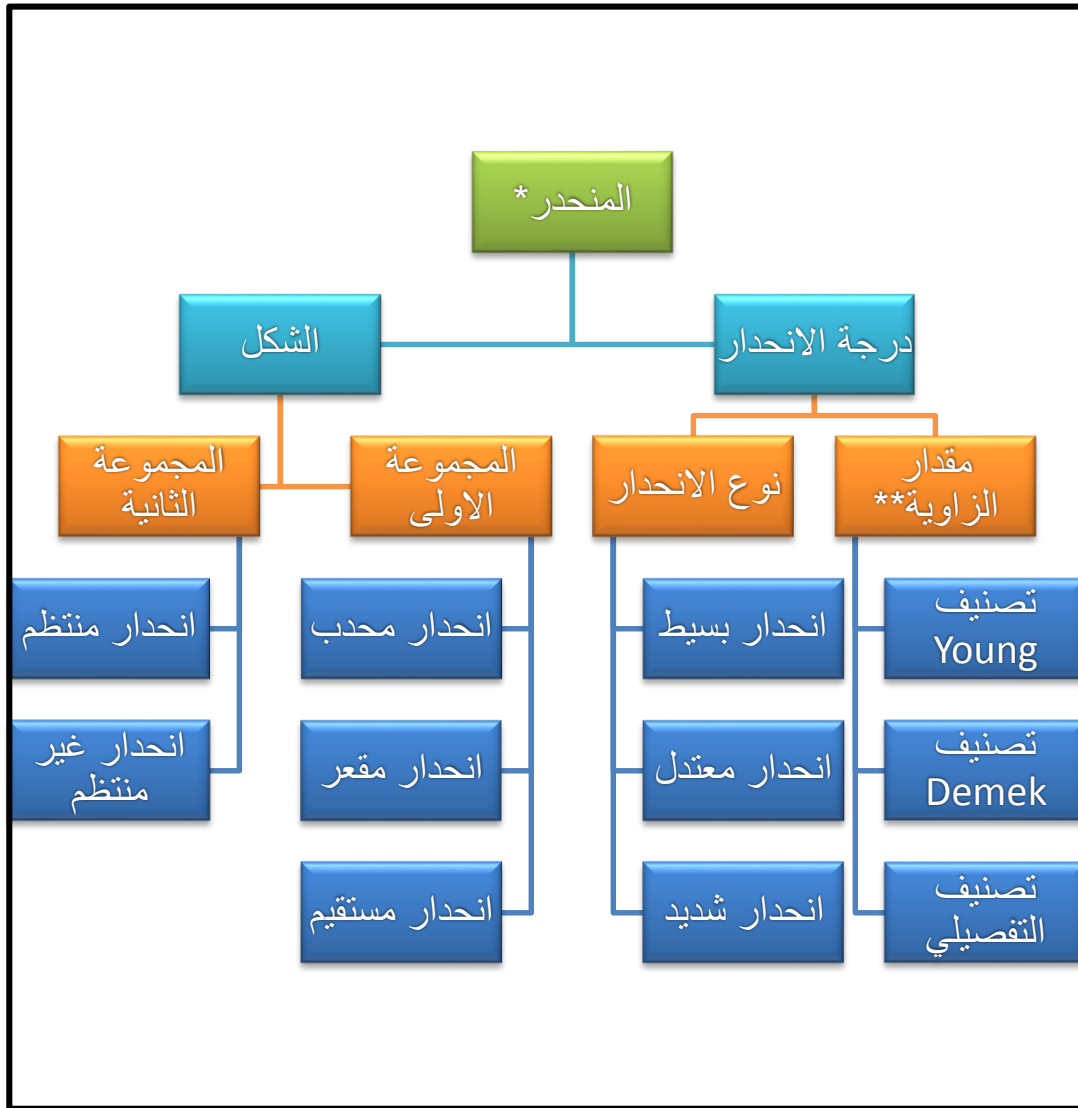 المنحدر*
درجة الانحدار
الشكل
مقدار
الزاوية**
نوع الانحدار
المجموعة
الاولى
المجموعة
الثانية
تصنيف
Young
تصنيف
Demek
تصنيف
التفصيلي
انحدار بسيط
انحدار معتدل
انحدار شديد
انحدار محدب
انحدار مقعر
انحدار مستقيم
انحدار منتظم
انحدار غير
منتظم